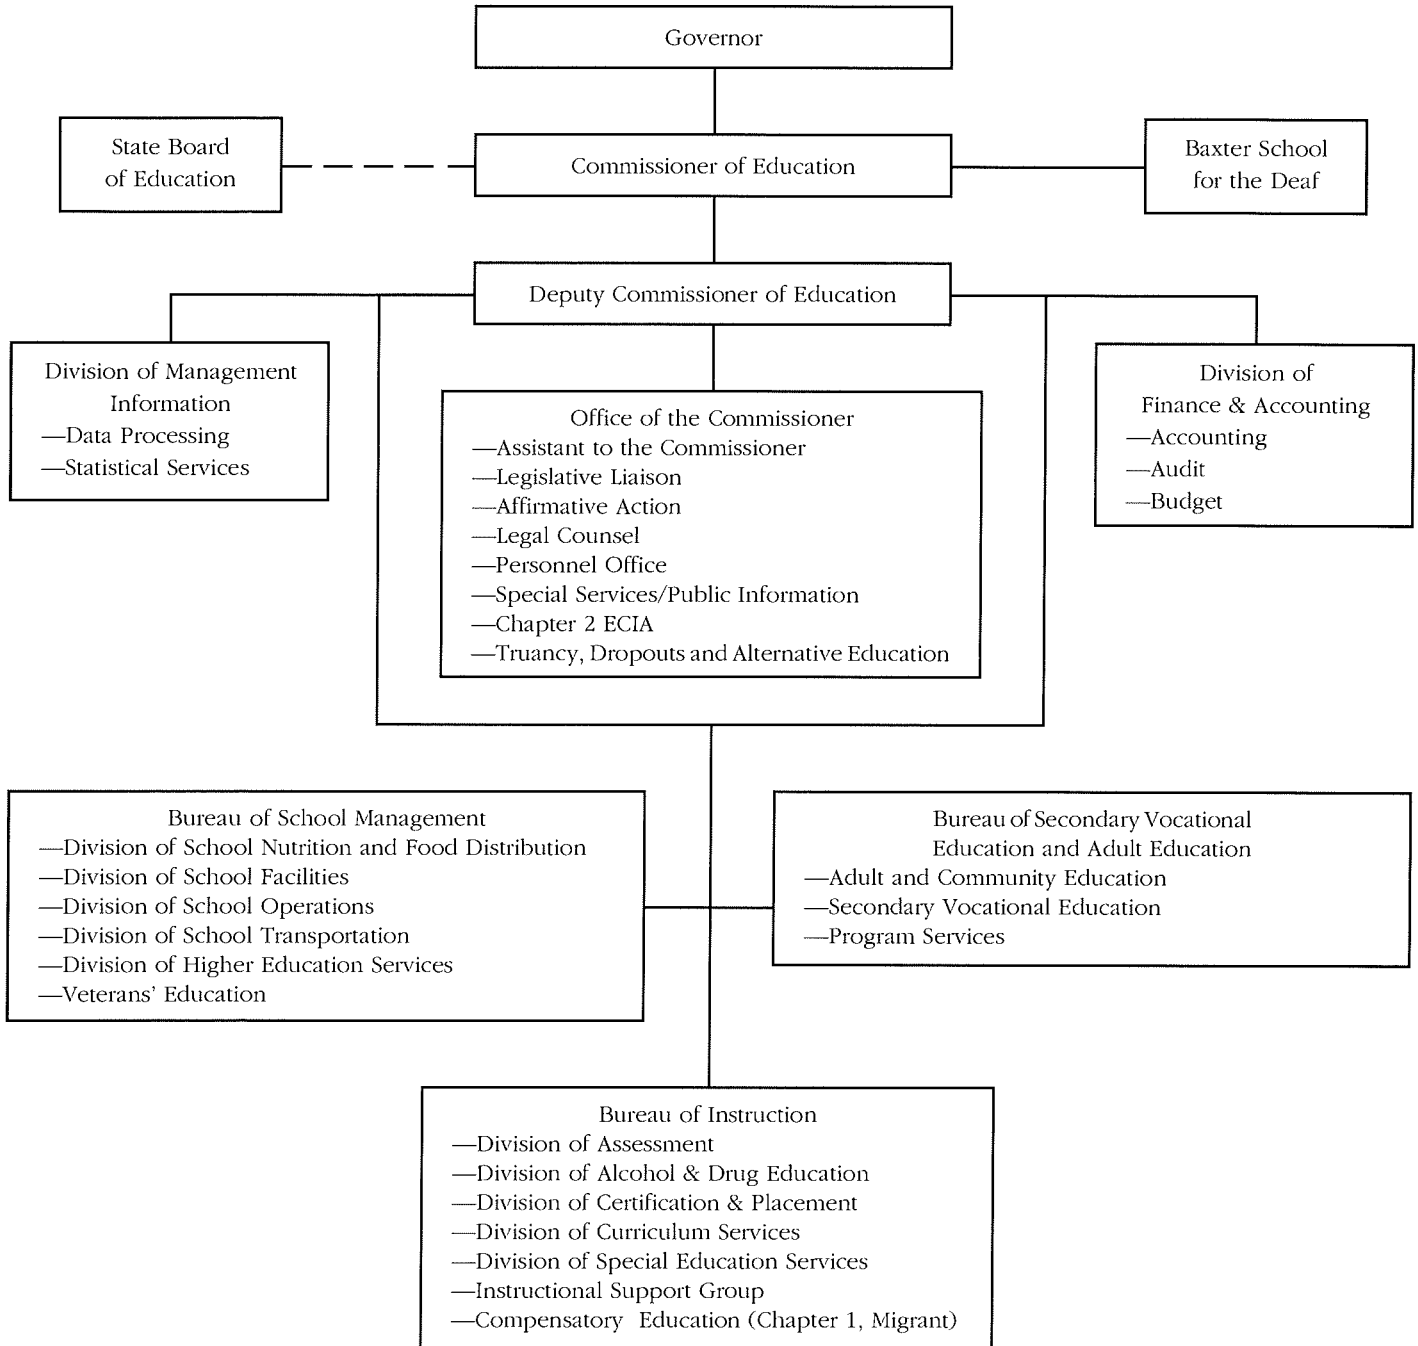 Governor
State Board
of Education
Commissioner of Education
Baxter School
for the Deaf
Deputy Commissioner of Education
Division of Management
Information
—Data Processing
—Statistical Services
Office of the Commissioner
—Assistant to the Commissioner
—Legislative Liaison
—Affirmative Action
—Legal Counsel
—Personnel Office
—Special Services/Public Information
—Chapter 2 ECIA
—Truancy, Dropouts and Alternative Education
Division of
Finance & Accounting
—Accounting
—Audit
—Budget
Bureau of School Management
—Division of School Nutrition and Food Distribution
—Division of School Facilities
—Division of School Operations
—Division of School Transportation
—Division of Higher Education Services
—Veterans' Education
Bureau of Secondary Vocational
Education and Adult Education
—Adult and Community Education
—Secondary Vocational Education
—Program Services
Bureau of Instruction
—Division of Assessment
—Division of Alcohol & Drug Education
—Division of Certification & Placement
—Division of Curriculum Services
—Division of Special Education Services
—Instructional Support Group
—Compensatory Education (Chapter 1, Migrant)